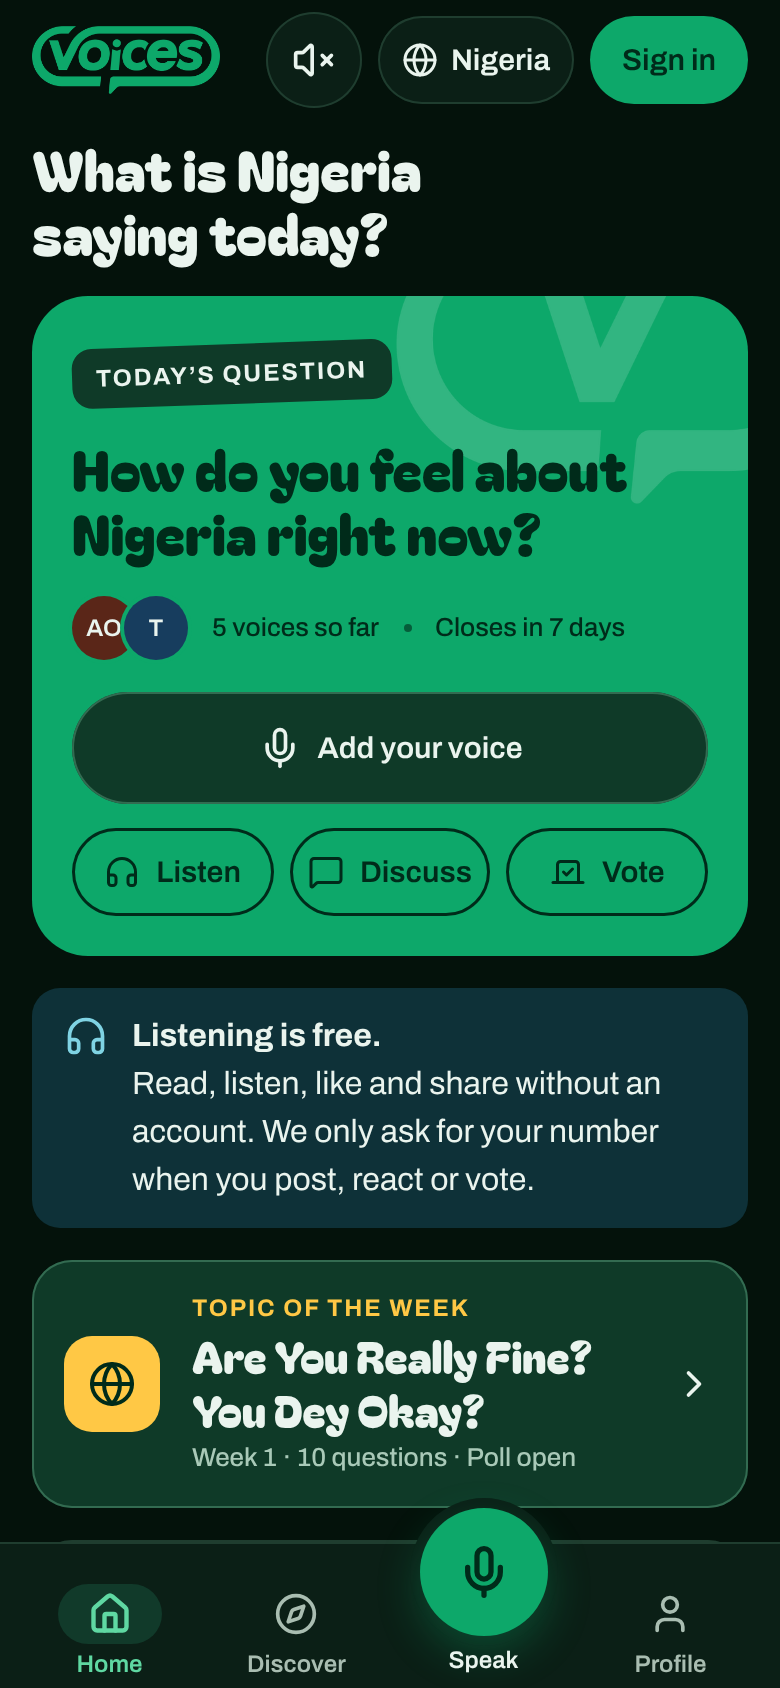 Voices
Nigeria
Sign in
What is Nigeria
saying today?
TODAY’S QUESTION
How do you feel about
Nigeria right now?
AO
T
5 voices so far • Closes in 7 days
Add your voice
Listen
Discuss
Vote
Listening is free.
Read, listen, like and share without an
account. We only ask for your number
when you post, react or vote.
TOPIC OF THE WEEK
Are You Really Fine?
You Dey Okay?
Week 1 · 10 questions · Poll open
Home
Discover
Speak
Profile